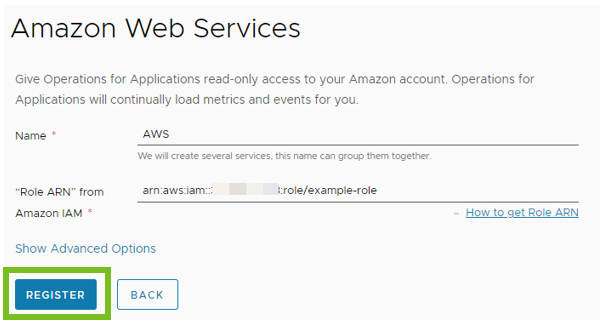 Amazon Web Services
Give Operations for Applications read-only access to your Amazon account. Operations for
Applications will continually load metrics and events for you.
Name *
AWS
We will create several services, this name can group them together.
“Role ARN” from
Amazon IAM *
arn:aws:iam:: :role/example-role
– How to get Role ARN
Show Advanced Options
REGISTER
BACK